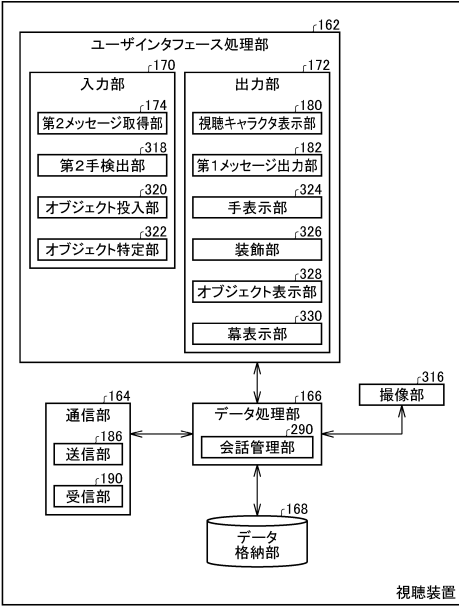 162
ユーザインタフェース処理部
170
入力部
174
第2メッセージ取得部
318
第2手検出部
320
オブジェクト投入部
322
オブジェクト特定部
172
出力部
180
視聴キャラクタ表示部
182
第1メッセージ出力部
324
手表示部
326
装飾部
328
オブジェクト表示部
330
幕表示部
164
通信部
186
送信部
190
受信部
166
データ処理部
290
会話管理部
316
撮像部
168
データ
格納部
視聴装置